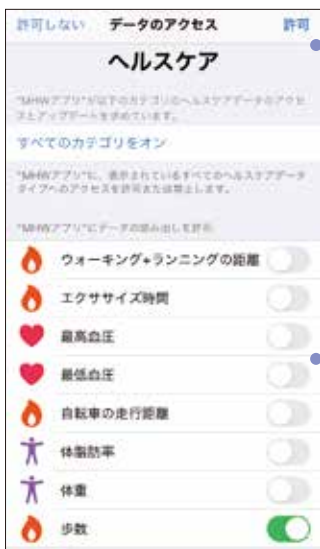 許可しない データのアクセス 許可
ヘルスケア
"MHWアプリ"が以下のカテゴリのヘルスケアデータのアクセ
スとアップデートを求めています。
すべてのカテゴリをオン
"MHWアプリ"に、表示されているすべてのヘルスケアデータ
タイプへのアクセスを許可または禁止します。
"MHWアプリ"にデータの読み出しを許可:
ウォーキング+ランニングの距離
エクササイズ時間
最高血圧
最低血圧
自転車の走行距離
体脂肪率
体重
歩数